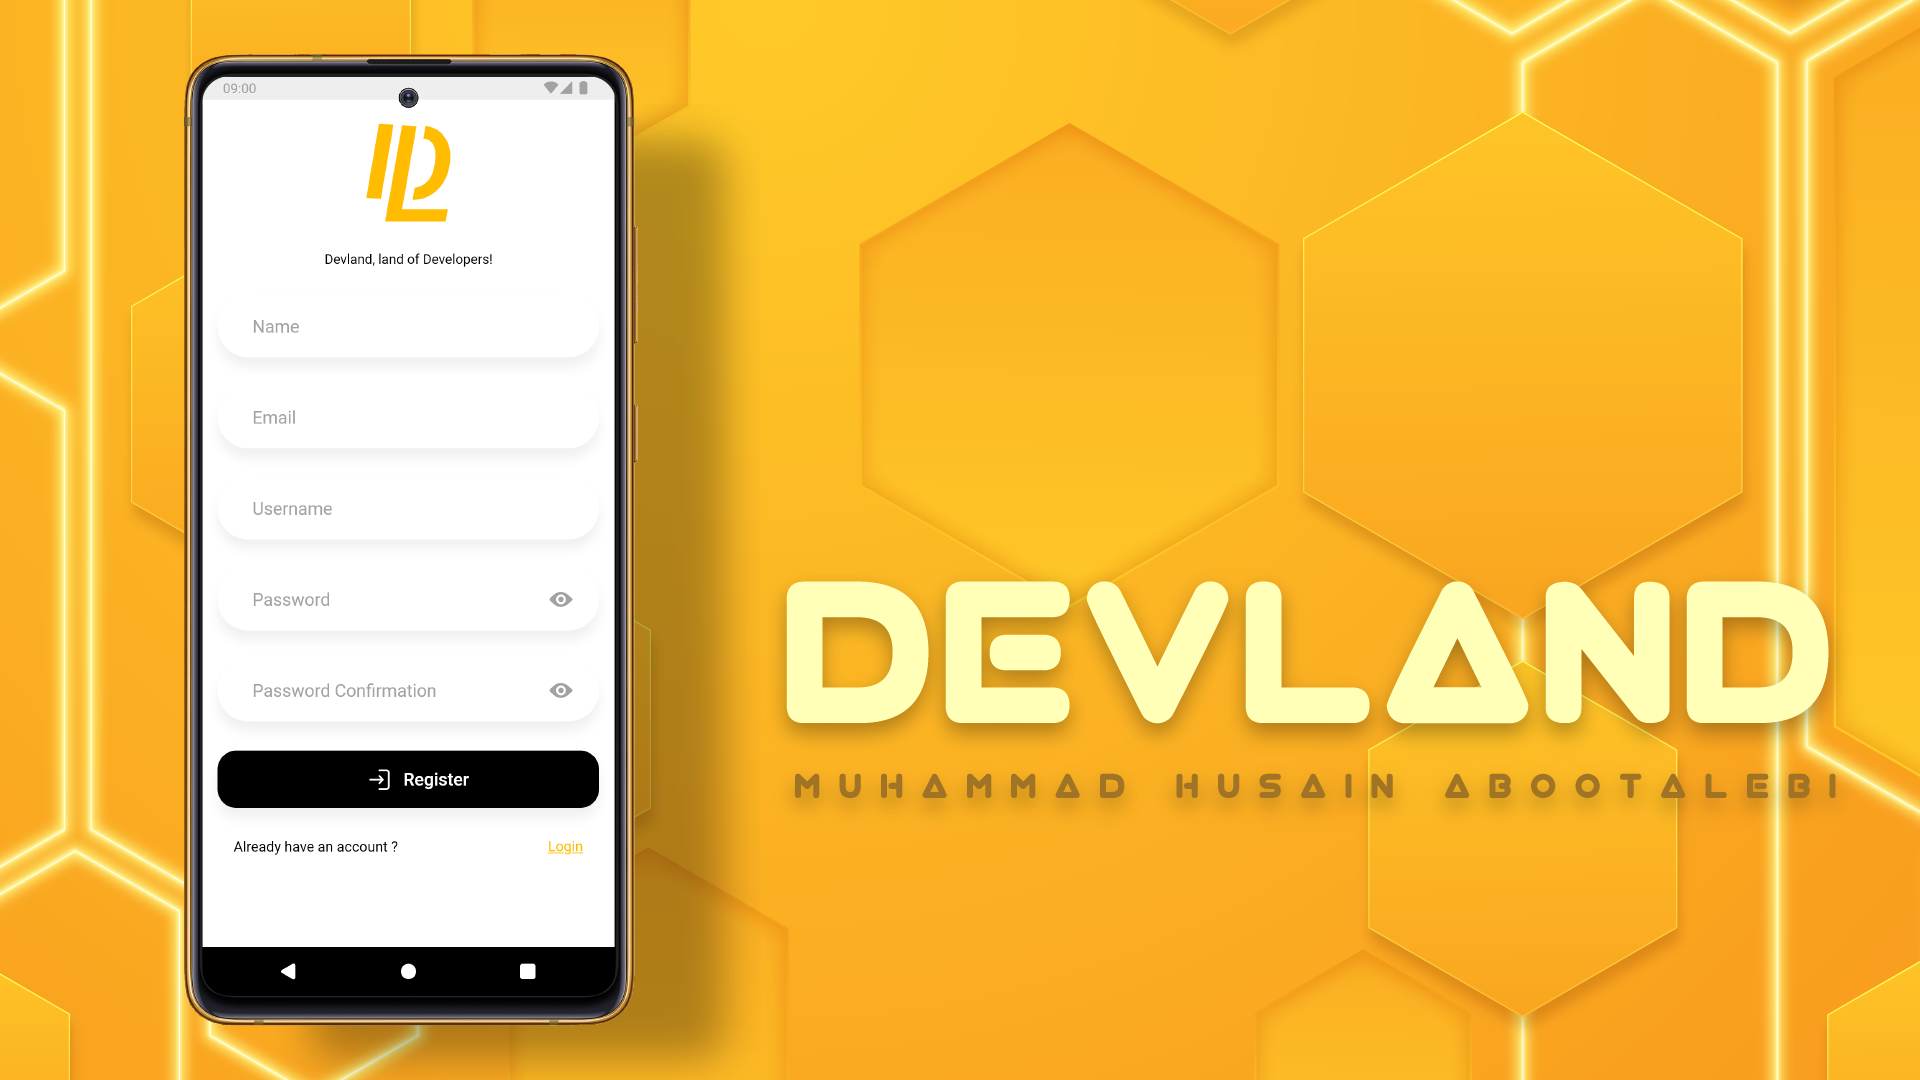 09:00
Devland, land of Developers!
Name
Email
Username
Password
Password Confirmation
Register
Already have an account ? Login
DEVLAND
MUHAMMAD HUSAIN ABOOTALEBI